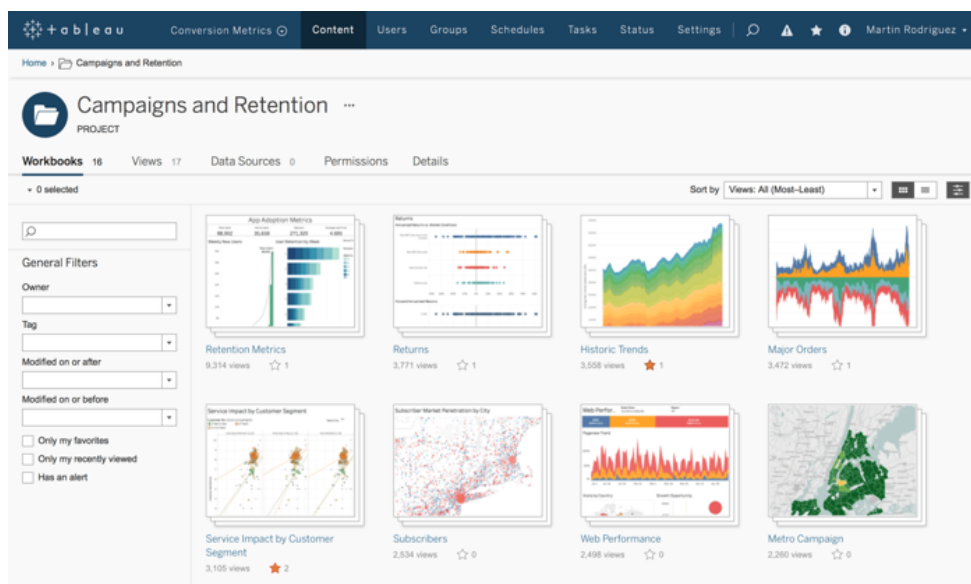 + a b | e a u
Conversion Metrics
Content
Users
Groups
Schedules
Tasks
Status
Settings
Martin Rodriguez
Home › Campaigns and Retention
Campaigns and Retention ···
PROJECT
Workbooks 16
Views 17
Data Sources 0
Permissions
Details
0 selected
Sort by Views: All (Most–Least)
General Filters
Owner
Tag
Modified on or after
Modified on or before
Only my favorites
Only my recently viewed
Has an alert
App Adoption Metrics
Retention Metrics
9,314 views 1
Returns
Returns
3,771 views 1
Historic Trends
3,558 views 1
Major Orders
3,472 views 1
Service Impact by Customer Segment
Service Impact by Customer
Segment
3,105 views 2
Subscriber Market Penetration by City
Subscribers
2,534 views 0
Web Perfor..
Web Performance
2,498 views 0
Metro Campaign
2,260 views 0